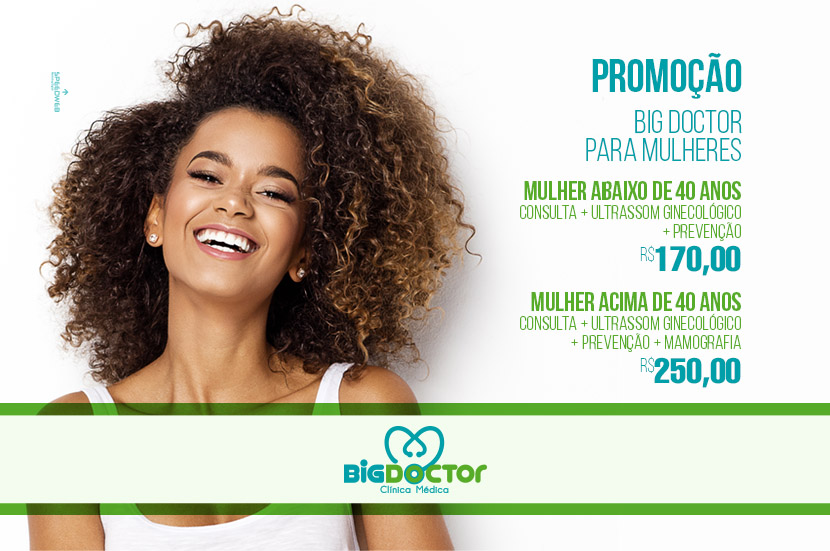 SPEEDWEB
PROMOÇÃO
BIG DOCTOR
PARA MULHERES
MULHER ABAIXO DE 40 ANOS
CONSULTA + ULTRASSOM GINECOLÓGICO
+ PREVENÇÃO
R$170,00
MULHER ACIMA DE 40 ANOS
CONSULTA + ULTRASSOM GINECOLÓGICO
+ PREVENÇÃO + MAMOGRAFIA
R$250,00
BIGDOCTOR
Clínica Médica